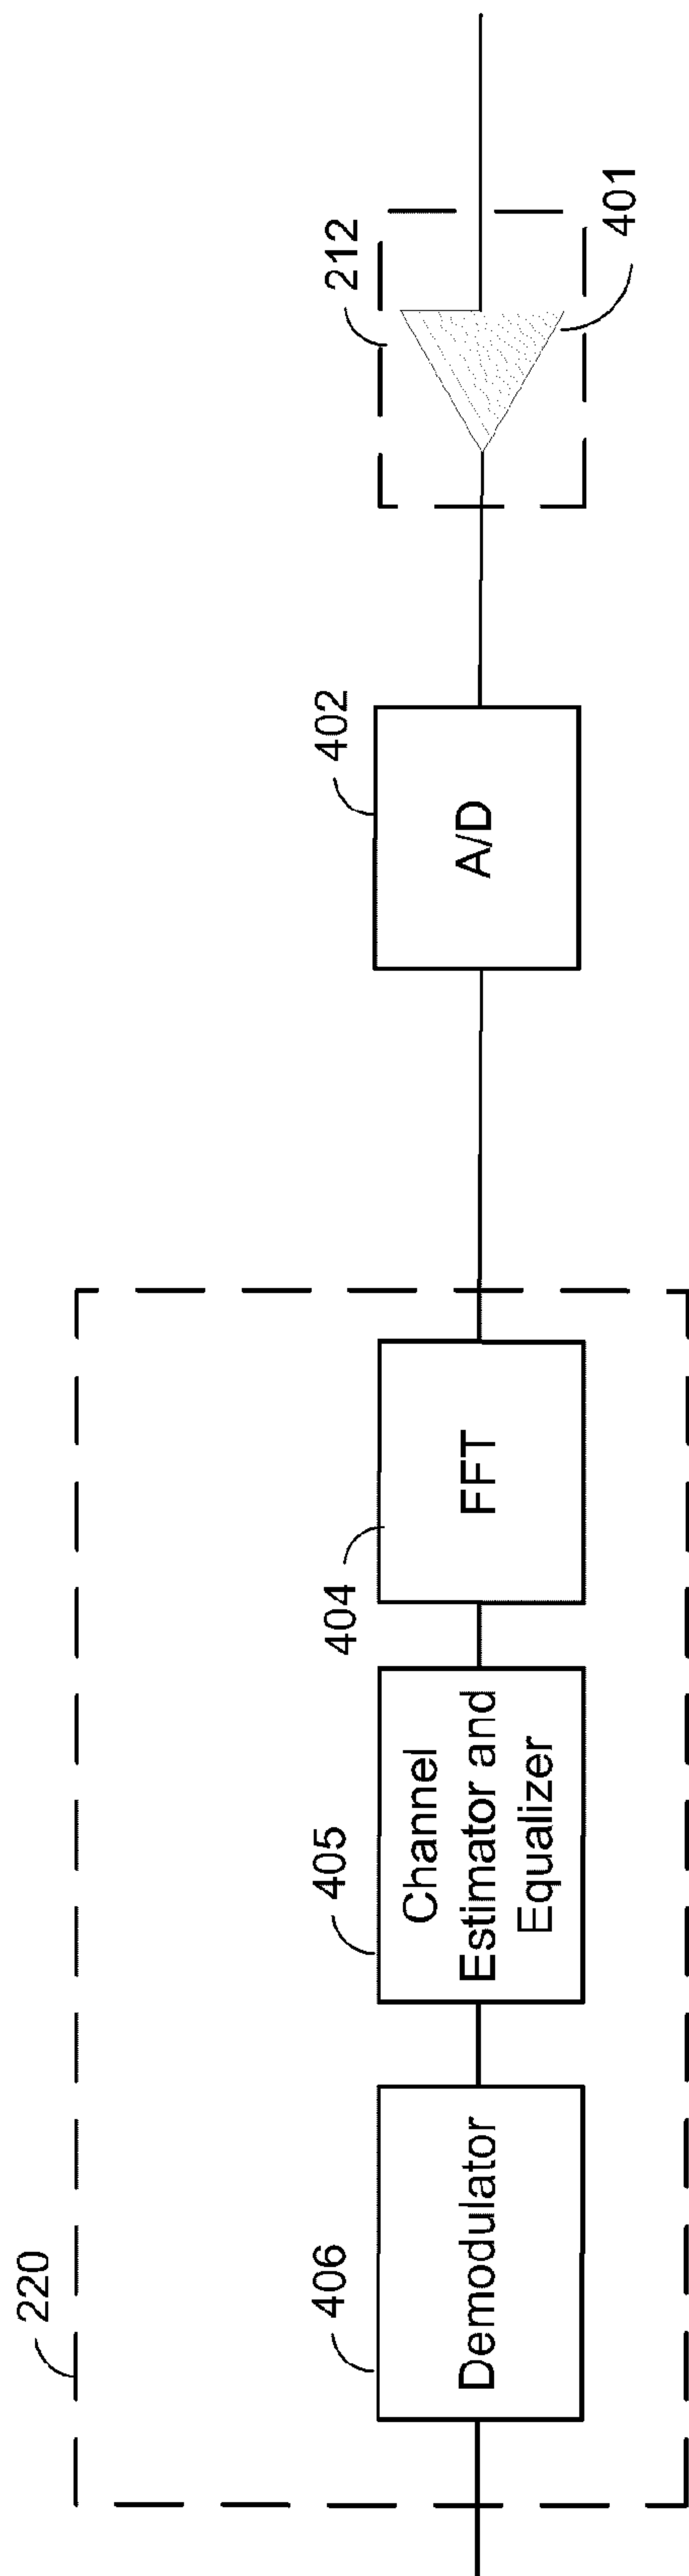 220
406
Demodulator
405
Channel
Estimator and
Equalizer
404
FFT
402
A/D
212
401